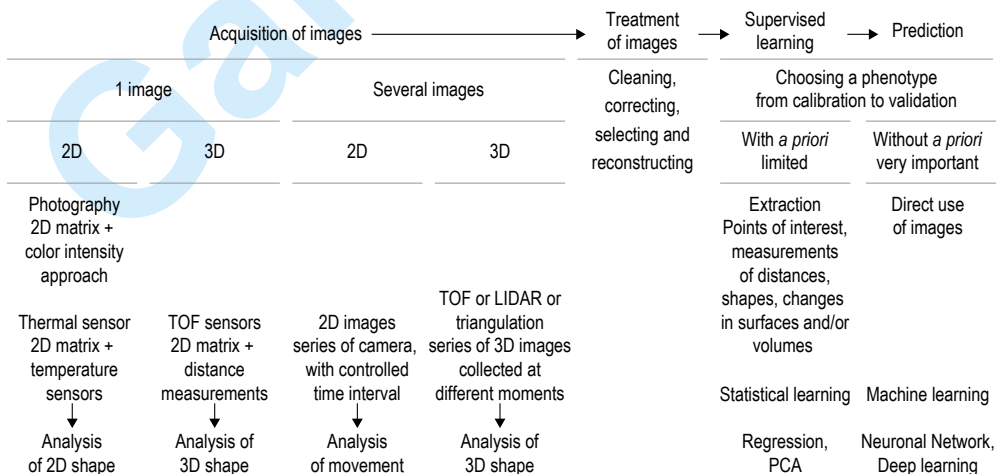 Acquisition of images
Treatment
of images
Supervised
learning
Prediction
1 image
Several images
Cleaning,
correcting,
selecting and
reconstructing
Choosing a phenotype
from calibration to validation
2D
3D
2D
3D
With a priori
limited
Without a priori
very important
Photography
2D matrix +
color intensity
approach
Extraction
Points of interest,
measurements
of distances,
shapes, changes
in surfaces and/or
volumes
Direct use
of images
Thermal sensor
2D matrix +
temperature
sensors
TOF sensors
2D matrix +
distance
measurements
2D images
series of camera,
with controlled
time interval
TOF or LIDAR or
triangulation
series of 3D images
collected at
different moments
Statistical learning
Machine learning
Analysis
of 2D shape
Analysis of
3D shape
Analysis
of movement
Analysis of
3D shape
Regression,
PCA
Neuronal Network,
Deep learning